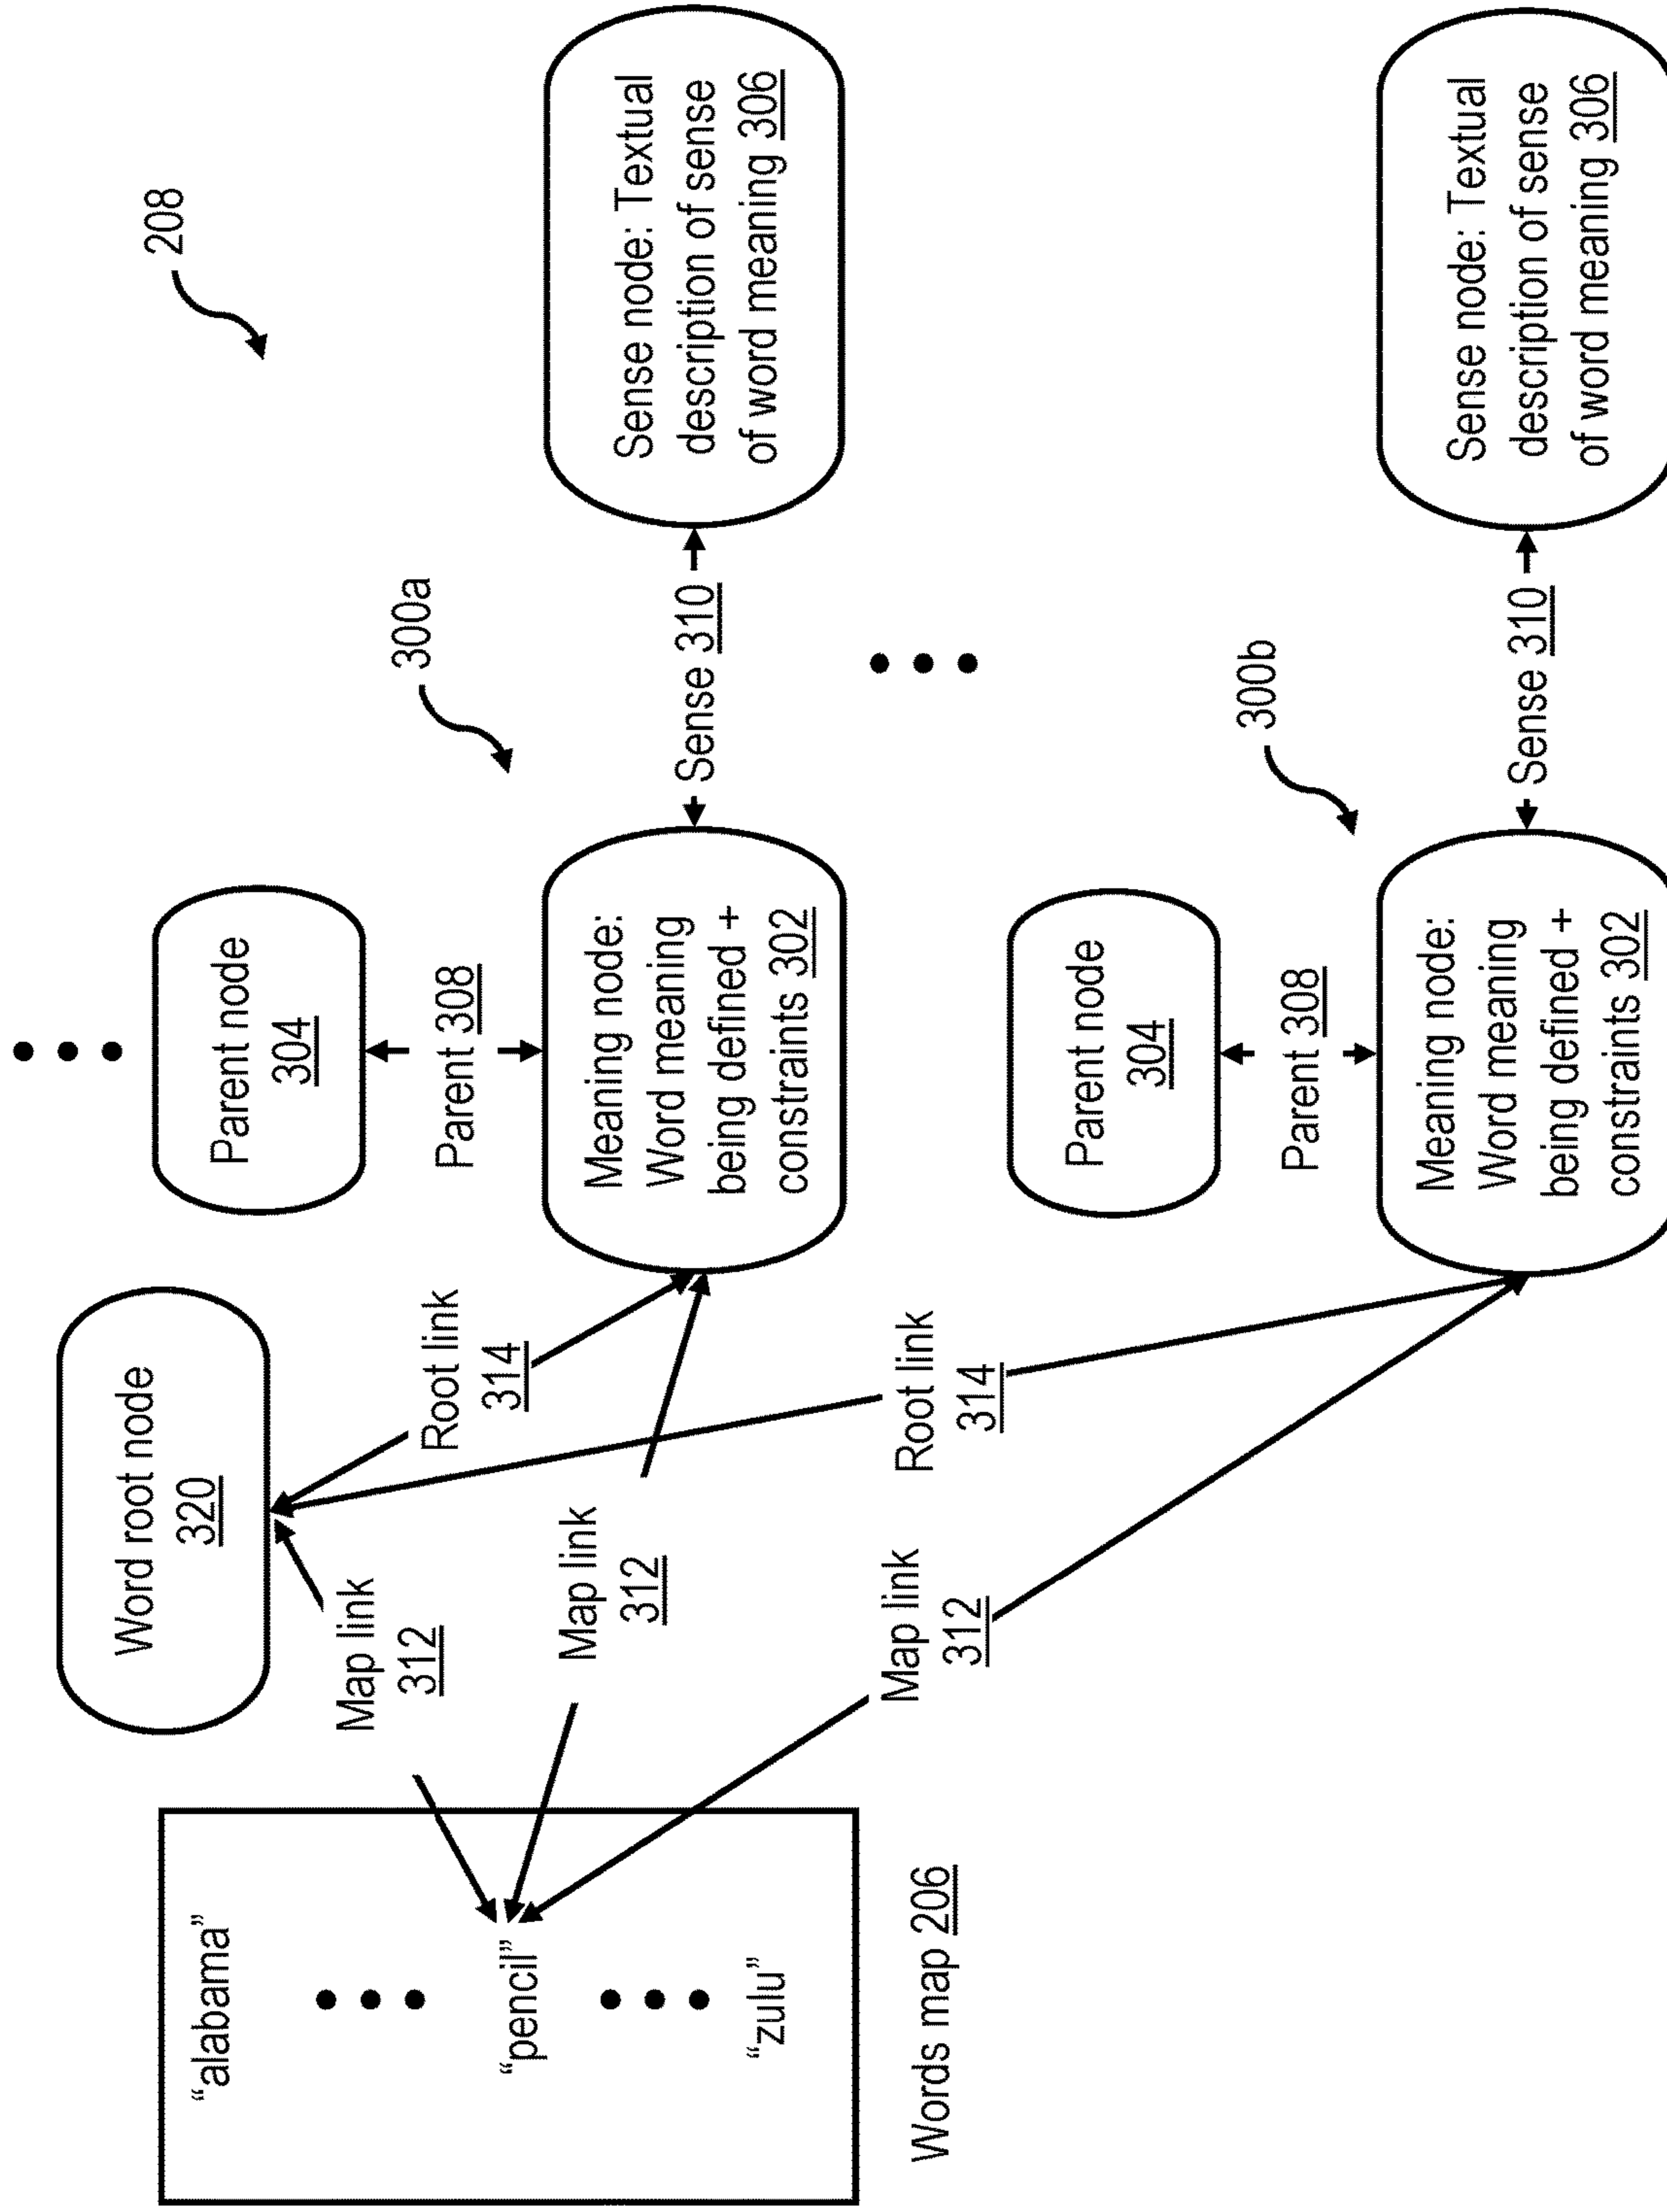 208
"alabama"
"pencil"
"zulu"
Words map 206
Word root node
320
Map link
312
Map link
312
Map link
312
Root link
314
Root link
314
Parent node
304
Parent 308
300a
Meaning node:
Word meaning
being defined +
constraints 302
Sense 310
Sense node: Textual
description of sense
of word meaning 306
Parent node
304
Parent 308
300b
Meaning node:
Word meaning
being defined +
constraints 302
Sense 310
Sense node: Textual
description of sense
of word meaning 306